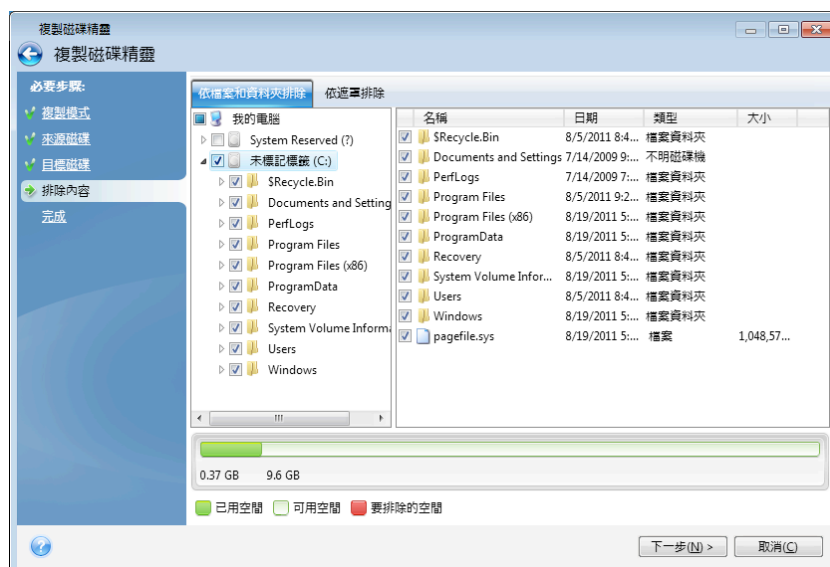 複製磁碟精靈
複製磁碟精靈
必要步驟:
複製模式
來源磁碟
目標磁碟
排除內容
完成
依檔案和資料夾排除 依遮罩排除
我的電腦
System Reserved (?)
未標記標籤 (C:)
$Recycle.Bin
Documents and Setting
PerfLogs
Program Files
Program Files (x86)
ProgramData
Recovery
System Volume Informa
Users
Windows
名稱 日期 類型 大小
$Recycle.Bin 8/5/2011 8:4... 檔案資料夾
Documents and Settings 7/14/2009 9:... 不明磁碟機
PerfLogs 7/14/2009 7:... 檔案資料夾
Program Files 8/5/2011 9:2... 檔案資料夾
Program Files (x86) 8/19/2011 5:... 檔案資料夾
ProgramData 8/19/2011 5:... 檔案資料夾
Recovery 8/5/2011 8:4... 檔案資料夾
System Volume Infor... 8/19/2011 5:... 檔案資料夾
Users 8/5/2011 8:4... 檔案資料夾
Windows 8/19/2011 5:... 檔案資料夾
pagefile.sys 8/19/2011 5:... 檔案 1,048,57...
0.37 GB 9.6 GB
已用空間 可用空間 要排除的空間
下一步(N) > 取消(C)